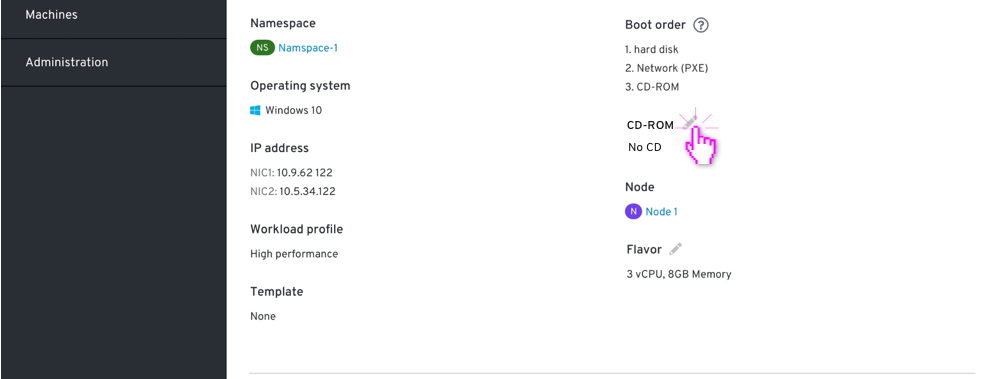 Machines
Administration
Namespace
NS Namspace-1
Operating system
Windows 10
IP address
NIC1: 10.9.62 122
NIC2: 10.5.34.122
Workload profile
High performance
Template
None
Boot order ?
1. hard disk
2. Network (PXE)
3. CD-ROM
CD-ROM
No CD
Node
N Node 1
Flavor
3 vCPU, 8GB Memory